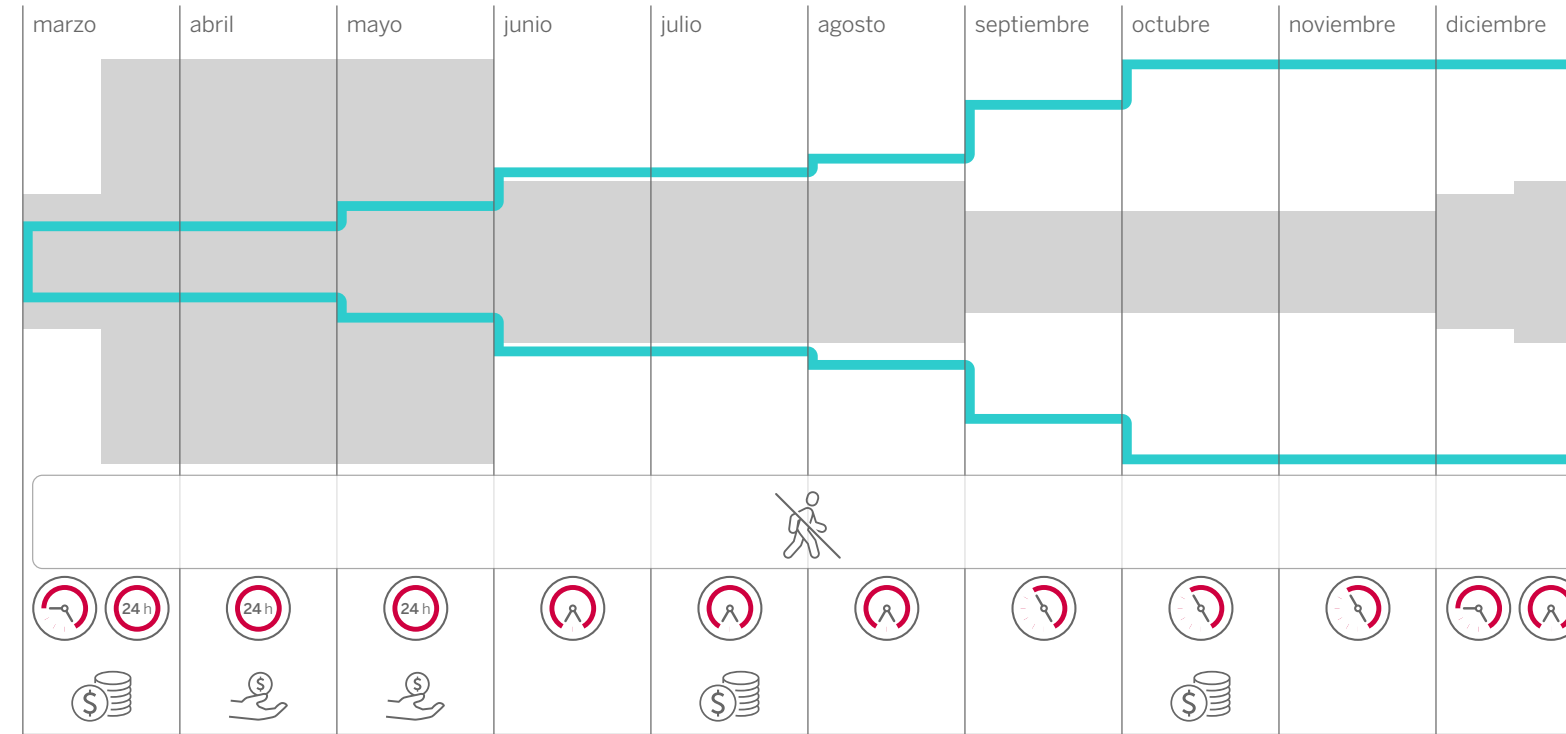 marzo abril mayo junio julio agosto septiembre octubre noviembre diciembre
24 h 24 h 24 h
$ $ $ $ $